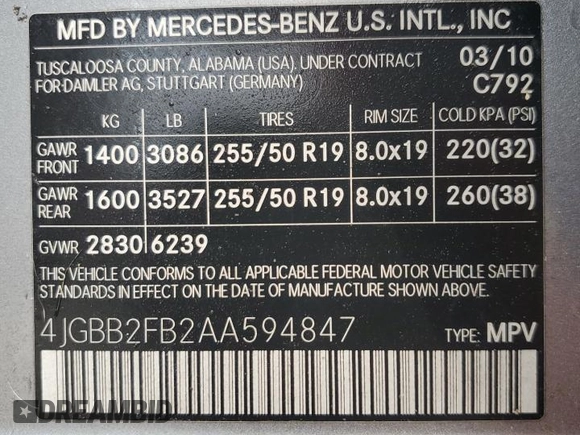 MFD BY MERCEDES-BENZ U.S. INTL., INC
TUSCALOOSA COUNTY, ALABAMA (USA). UNDER CONTRACT 03/10
FOR·DAIMLER AG, STUTTGART (GERMANY) C792
KG LB TIRES RIM SIZE COLD KPA (PSI)
GAWR FRONT 1400 3086 255/50 R19 8.0x19 220(32)
GAWR REAR 1600 3527 255/50 R19 8.0x19 260(38)
GVWR 2830 6239
THIS VEHICLE CONFORMS TO ALL APPLICABLE FEDERAL MOTOR VEHICLE SAFETY
STANDARDS IN EFFECT ON THE DATE OF MANUFACTURE SHOWN ABOVE.
4JGBB2FB2AA594847 TYPE: MPV
DREAMBID